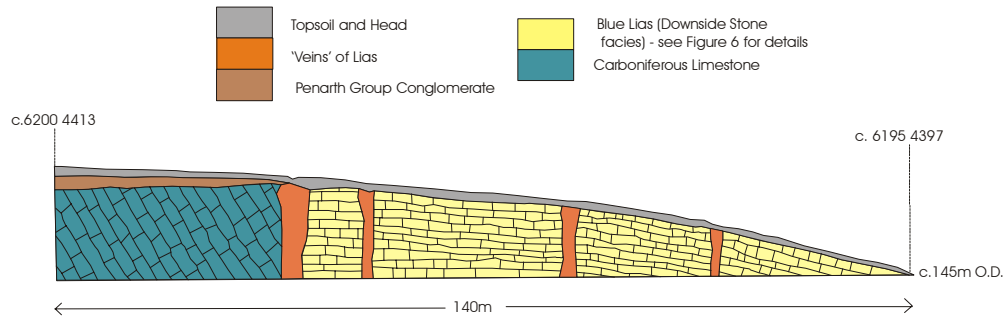 Topsoil and Head
'Veins' of Lias
Penarth Group Conglomerate
Blue Lias (Downside Stone
facies) - see Figure 6 for details
Carboniferous Limestone
c.6200 4413
c. 6195 4397
c.145m O.D.
140m